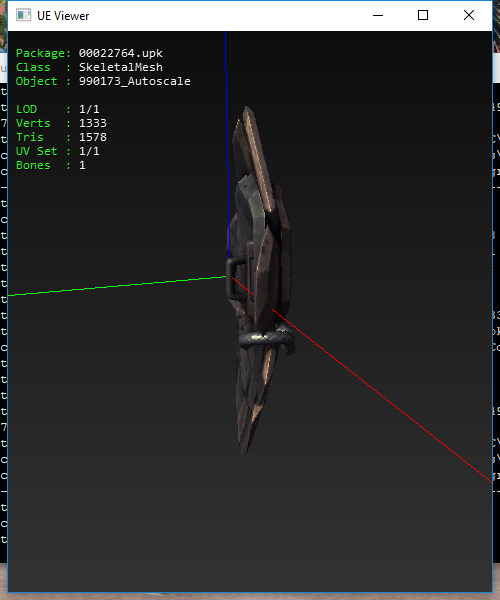 UE Viewer
Package: 00022764.upk
Class : SkeletalMesh
Object : 990173_Autoscale
LOD : 1/1
Verts : 1333
Tris : 1578
UV Set : 1/1
Bones : 1